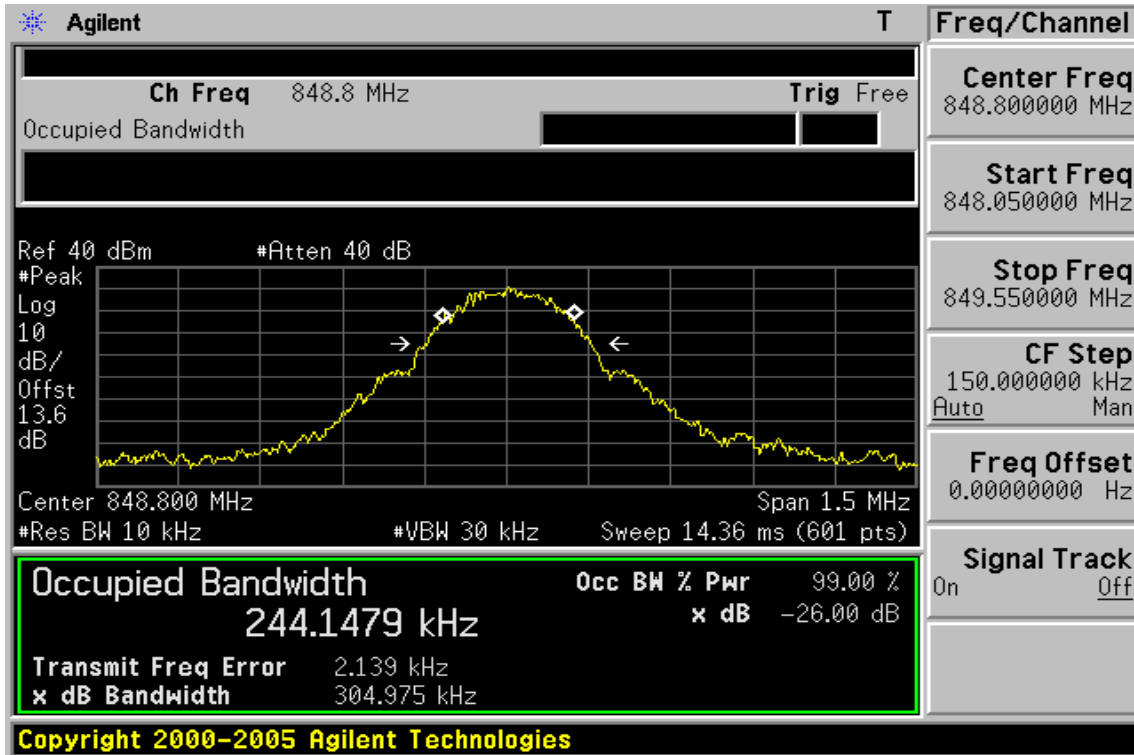 Agilent T
Ch Freq 848.8 MHz Trig Free
Occupied Bandwidth
Ref 40 dBm #Atten 40 dB
#Peak
Log
10
dB/
Offst
13.6
dB
Center 848.800 MHz Span 1.5 MHz
#Res BW 10 kHz #VBW 30 kHz Sweep 14.36 ms (601 pts)
Occupied Bandwidth Occ BW % Pwr 99.00 %
244.1479 kHz x dB -26.00 dB
Transmit Freq Error 2.139 kHz
x dB Bandwidth 304.975 kHz
Copyright 2000-2005 Agilent Technologies
Freq/Channel
Center Freq
848.800000 MHz
Start Freq
848.050000 MHz
Stop Freq
849.550000 MHz
CF Step
150.000000 kHz
Auto Man
Freq Offset
0.00000000 Hz
Signal Track
On Off